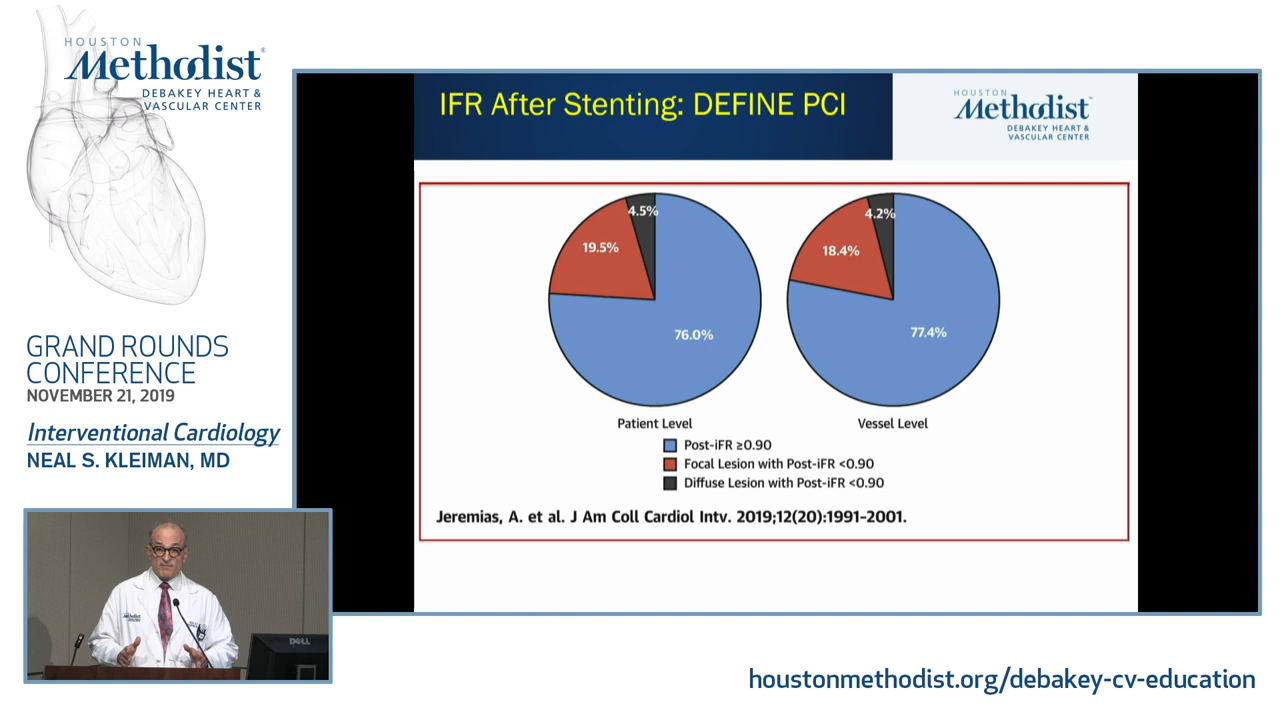 HOUSTON
Methodist
DEBAKEY HEART &
VASCULAR CENTER
GRAND ROUNDS
CONFERENCE
NOVEMBER 21, 2019
Interventional Cardiology
NEAL S. KLEIMAN, MD
IFR After Stenting: DEFINE PCI
HOUSTON
Methodist
DEBAKEY HEART &
VASCULAR CENTER
4.5%
19.5%
76.0%
4.2%
18.4%
77.4%
Patient Level
Vessel Level
Post-iFR ≥0.90
Focal Lesion with Post-iFR <0.90
Diffuse Lesion with Post-iFR <0.90
Jeremias, A. et al. J Am Coll Cardiol Intv. 2019;12(20):1991-2001.
Methodist
DELL
houstonmethodist.org/debakey-cv-education